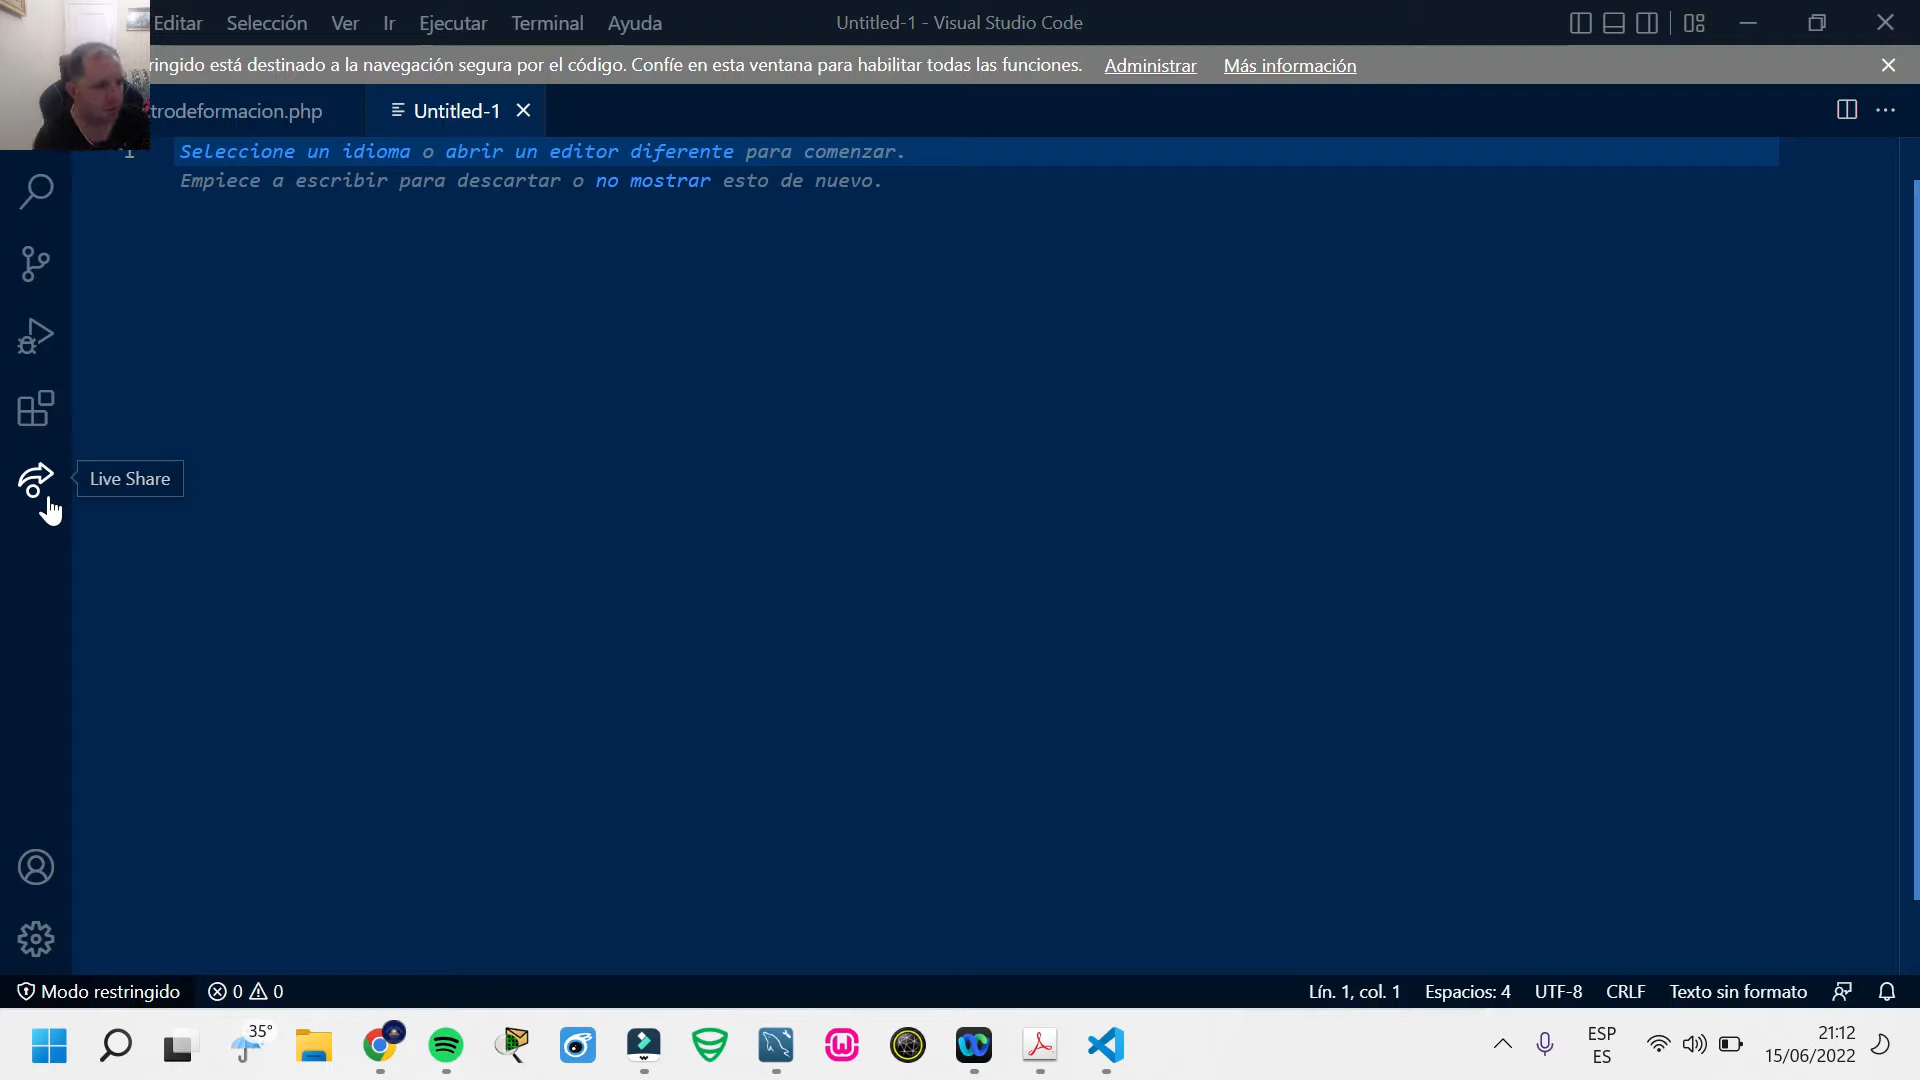 Editar Selección Ver Ir Ejecutar Terminal Ayuda Untitled-1 - Visual Studio Code
ringido está destinado a la navegación segura por el código. Confíe en esta ventana para habilitar todas las funciones. Administrar Más información
trodeformacion.php Untitled-1
1 Seleccione un idioma o abrir un editor diferente para comenzar.
Empiece a escribir para descartar o no mostrar esto de nuevo.
Live Share
Modo restringido 0 0 Lín. 1, col. 1 Espacios: 4 UTF-8 CRLF Texto sin formato
35° ESP 21:12
ES 15/06/2022